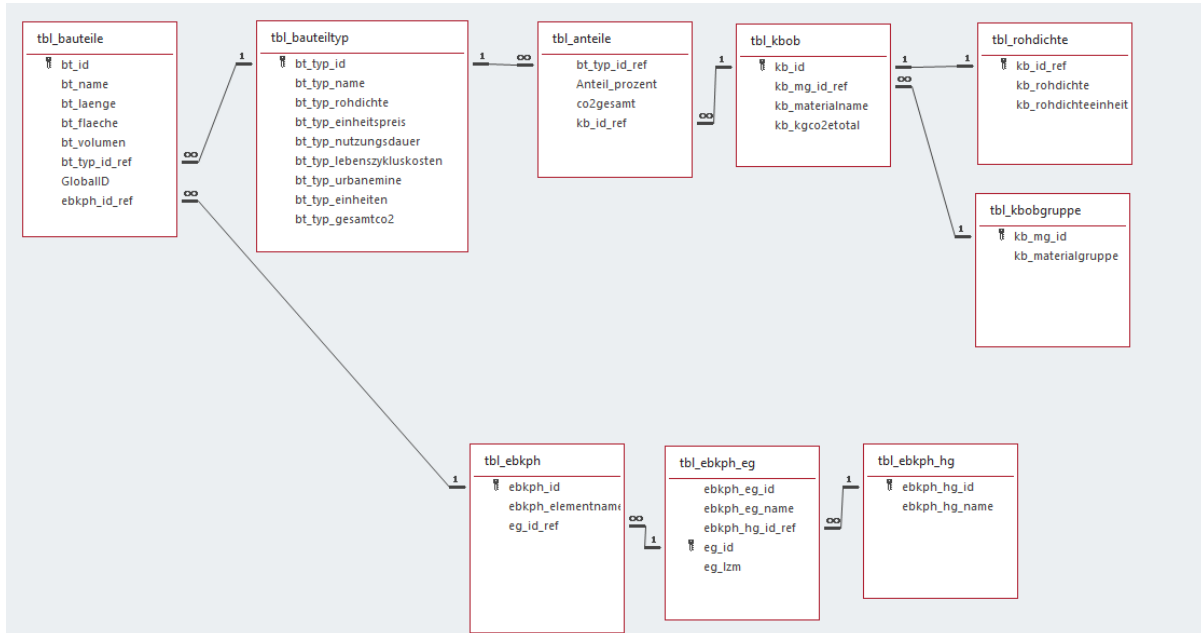 tbl_bauteile
bt_id
bt_name
bt_laenge
bt_flaeche
bt_volumen
bt_typ_id_ref
GlobalID
ebkph_id_ref
1
∞
∞
tbl_bauteiltyp
bt_typ_id
bt_typ_name
bt_typ_rohdichte
bt_typ_einheitspreis
bt_typ_nutzungsdauer
bt_typ_lebenszykluskosten
bt_typ_urbanemine
bt_typ_einheiten
bt_typ_gesamtco2
1
∞
tbl_anteile
bt_typ_id_ref
Anteil_prozent
co2gesamt
kb_id_ref
1
∞
tbl_kbob
kb_id
kb_mg_id_ref
kb_materialname
kb_kgco2etotal
1
∞
1
tbl_rohdichte
kb_id_ref
kb_rohdichte
kb_rohdichteeinheit
1
tbl_kbobgruppe
kb_mg_id
kb_materialgruppe
1
tbl_ebkph
ebkph_id
ebkph_elementname
eg_id_ref
∞
1
tbl_ebkph_eg
ebkph_eg_id
ebkph_eg_name
ebkph_hg_id_ref
eg_id
eg_lzm
1
∞
tbl_ebkph_hg
ebkph_hg_id
ebkph_hg_name